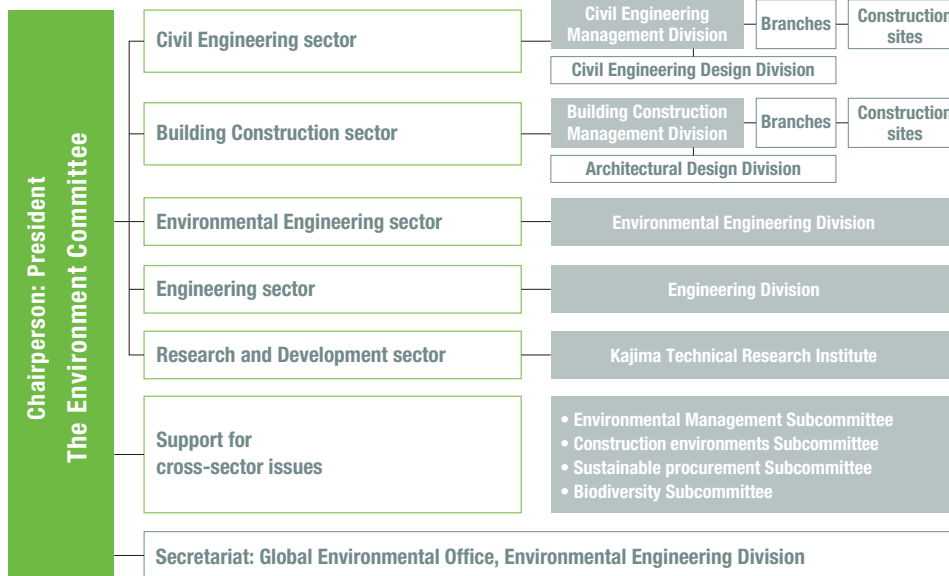 Chairperson: President
The Environment Committee
Civil Engineering sector
Civil Engineering
Management Division
Branches
Construction
sites
Civil Engineering Design Division
Building Construction sector
Building Construction
Management Division
Branches
Construction
sites
Architectural Design Division
Environmental Engineering sector
Environmental Engineering Division
Engineering sector
Engineering Division
Research and Development sector
Kajima Technical Research Institute
Support for
cross-sector issues
• Environmental Management Subcommittee
• Construction environments Subcommittee
• Sustainable procurement Subcommittee
• Biodiversity Subcommittee
Secretariat: Global Environmental Office, Environmental Engineering Division